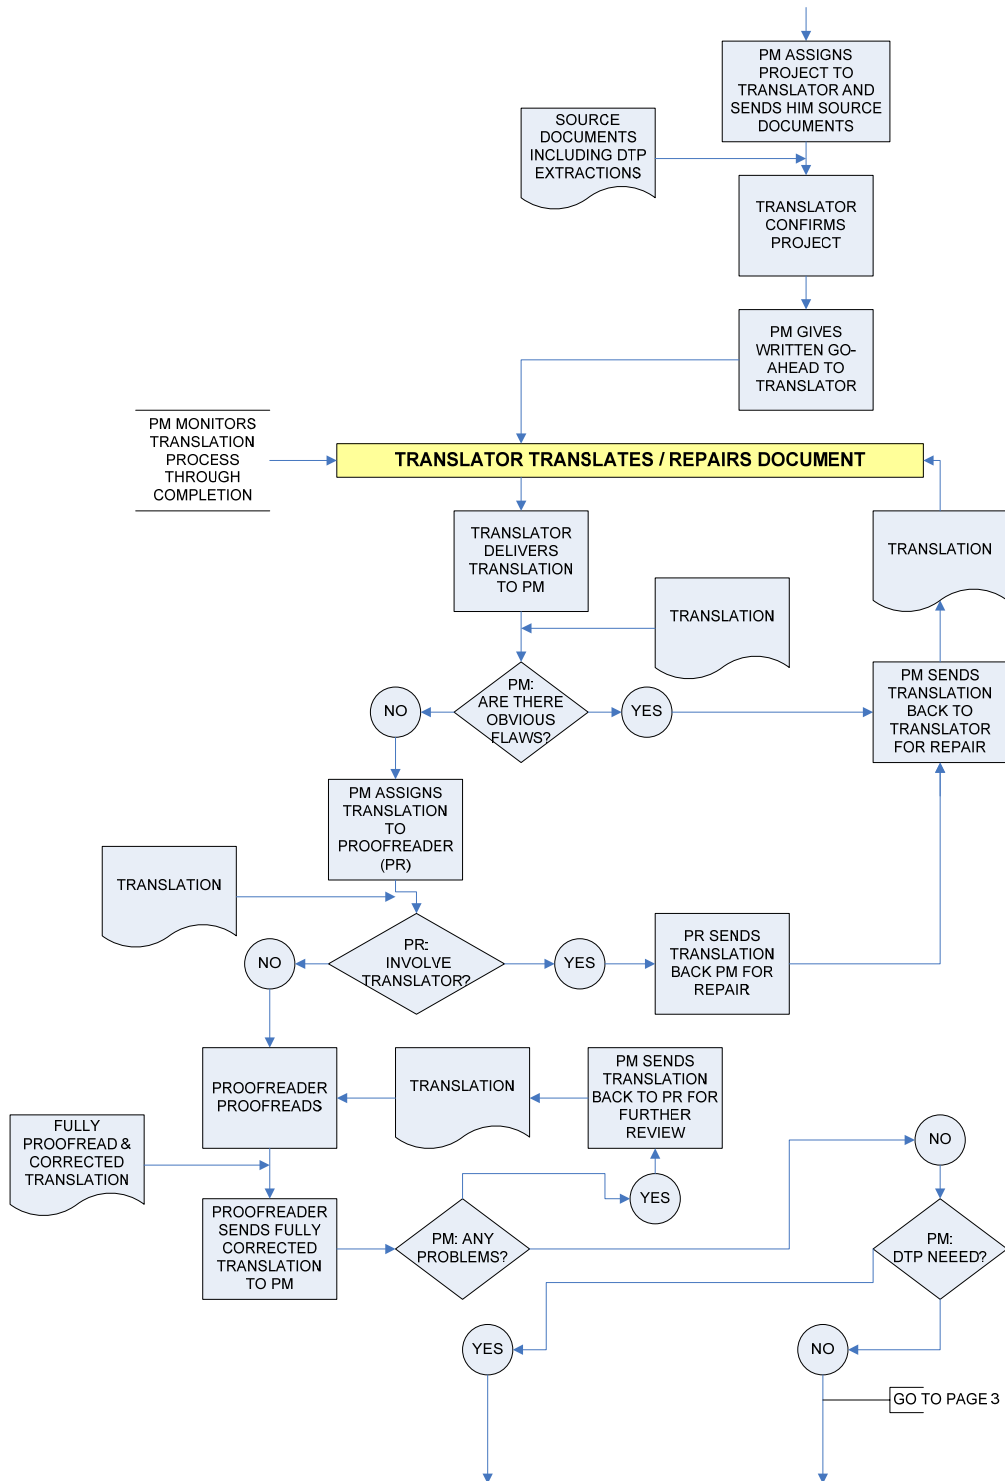 PM ASSIGNS
PROJECT TO
TRANSLATOR AND
SENDS HIM SOURCE
DOCUMENTS
SOURCE
DOCUMENTS
INCLUDING DTP
EXTRACTIONS
TRANSLATOR
CONFIRMS
PROJECT
PM GIVES
WRITTEN GO-
AHEAD TO
TRANSLATOR
PM MONITORS
TRANSLATION
PROCESS
THROUGH
COMPLETION
TRANSLATOR TRANSLATES / REPAIRS DOCUMENT
TRANSLATOR
DELIVERS
TRANSLATION
TO PM
TRANSLATION
TRANSLATION
PM:
ARE THERE
OBVIOUS
FLAWS?
NO
YES
PM SENDS
TRANSLATION
BACK TO
TRANSLATOR
FOR REPAIR
PM ASSIGNS
TRANSLATION
TO
PROOFREADER
(PR)
TRANSLATION
PR:
INVOLVE
TRANSLATOR?
NO
YES
PR SENDS
TRANSLATION
BACK PM FOR
REPAIR
PROOFREADER
PROOFREADS
TRANSLATION
PM SENDS
TRANSLATION
BACK TO PR FOR
FURTHER
REVIEW
FULLY
PROOFREAD &
CORRECTED
TRANSLATION
PROOFREADER
SENDS FULLY
CORRECTED
TRANSLATION
TO PM
PM: ANY
PROBLEMS?
YES
NO
PM:
DTP NEEED?
YES
NO
GO TO PAGE 3